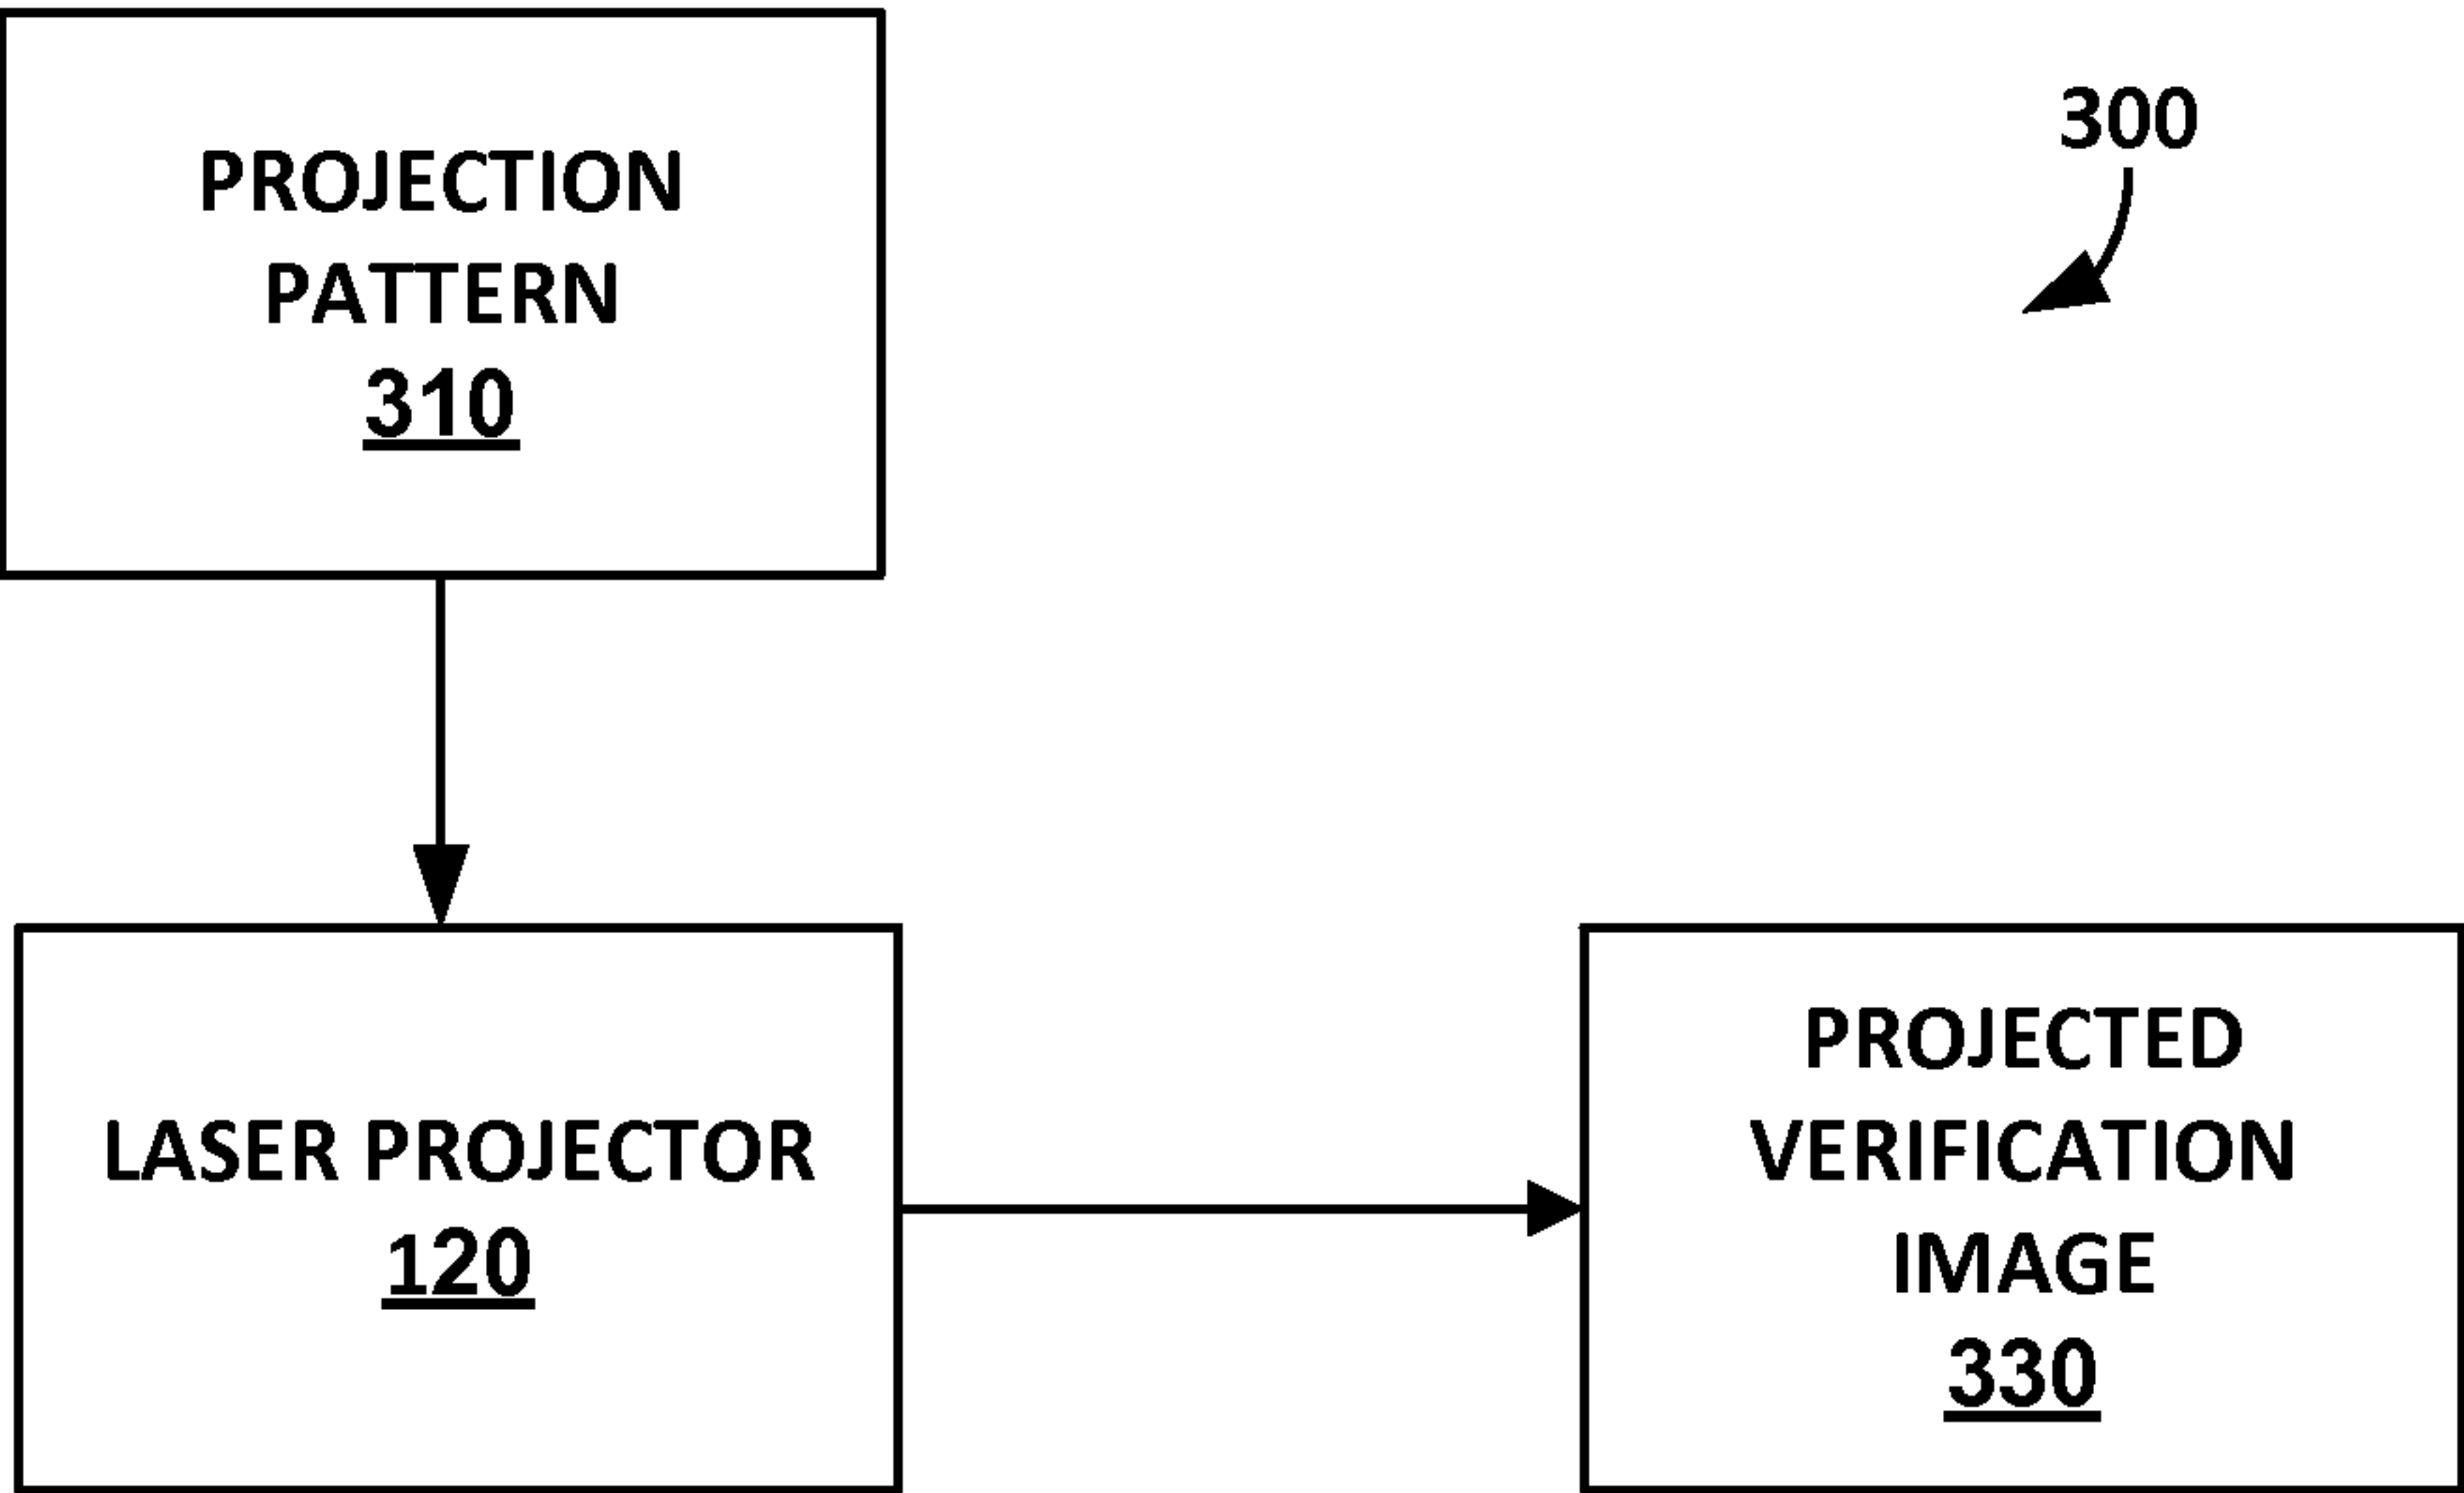 PROJECTION
PATTERN
310
300
LASER PROJECTOR
120
PROJECTED
VERIFICATION
IMAGE
330